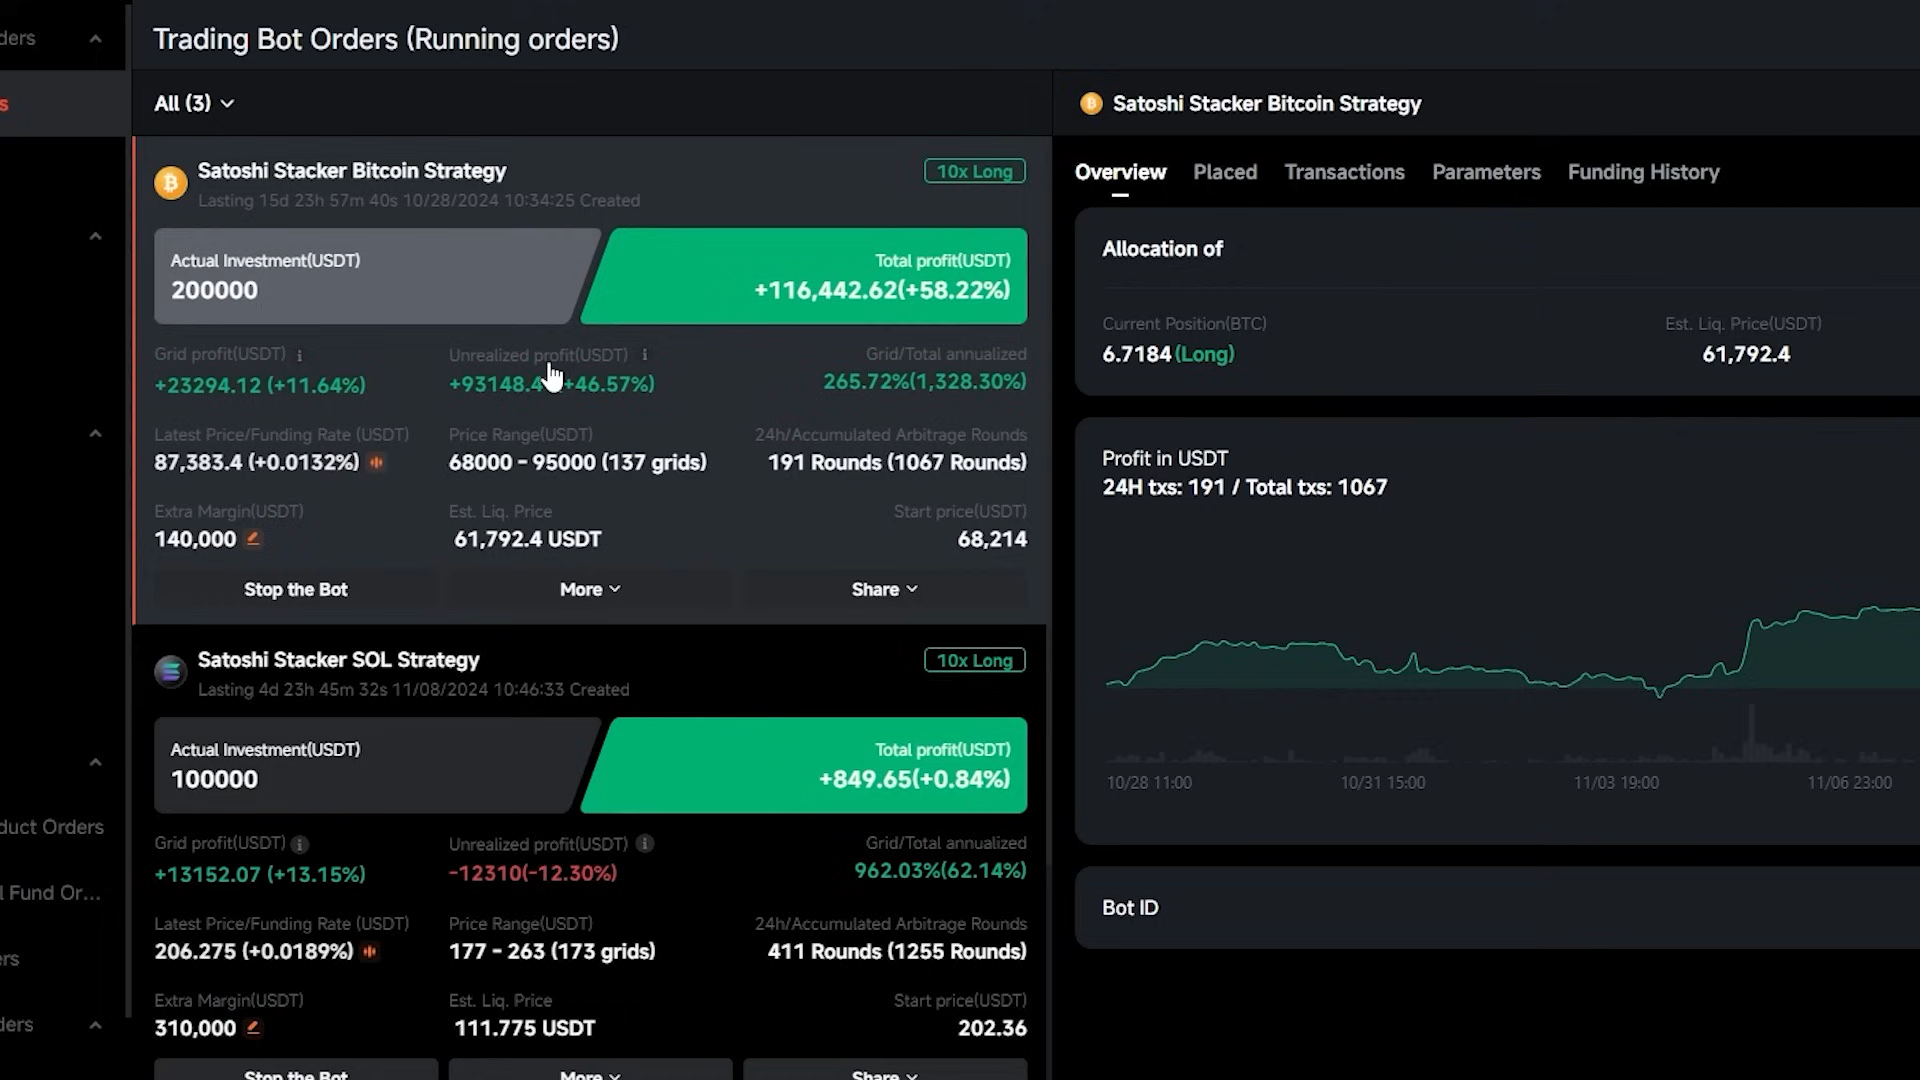 Trading Bot Orders (Running orders)
ders
s
duct Orders
l Fund Or...
ers
ders
All (3)
Satoshi Stacker Bitcoin Strategy
10x Long
Lasting 15d 23h 57m 40s 10/28/2024 10:34:25 Created
Actual Investment(USDT)
Total profit(USDT)
200000
+116,442.62(+58.22%)
Grid profit(USDT)
Unrealized profit(USDT)
Grid/Total annualized
+23294.12 (+11.64%)
+93148.4 +46.57%)
265.72%(1,328.30%)
Latest Price/Funding Rate (USDT)
Price Range(USDT)
24h/Accumulated Arbitrage Rounds
87,383.4 (+0.0132%)
68000 - 95000 (137 grids)
191 Rounds (1067 Rounds)
Extra Margin(USDT)
Est. Liq. Price
Start price(USDT)
140,000
61,792.4 USDT
68,214
Stop the Bot
More
Share
Satoshi Stacker SOL Strategy
10x Long
Lasting 4d 23h 45m 32s 11/08/2024 10:46:33 Created
Actual Investment(USDT)
Total profit(USDT)
100000
+849.65(+0.84%)
Grid profit(USDT)
Unrealized profit(USDT)
Grid/Total annualized
+13152.07 (+13.15%)
-12310(-12.30%)
962.03%(62.14%)
Latest Price/Funding Rate (USDT)
Price Range(USDT)
24h/Accumulated Arbitrage Rounds
206.275 (+0.0189%)
177 - 263 (173 grids)
411 Rounds (1255 Rounds)
Extra Margin(USDT)
Est. Liq. Price
Start price(USDT)
310,000
111.775 USDT
202.36
Stop the Bot
More
Share
Satoshi Stacker Bitcoin Strategy
Overview
Placed
Transactions
Parameters
Funding History
Allocation of
Current Position(BTC)
Est. Liq. Price(USDT)
6.7184(Long)
61,792.4
Profit in USDT
24H txs: 191 / Total txs: 1067
10/28 11:00
10/31 15:00
11/03 19:00
11/06 23:00
Bot ID